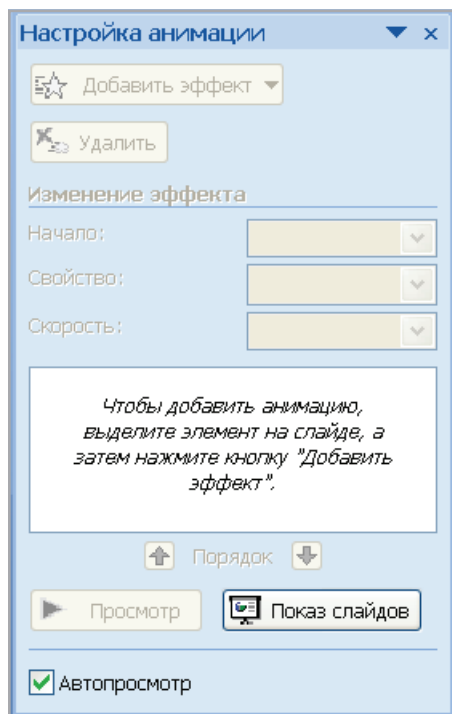 Настройка анимации
Добавить эффект
Удалить
Изменение эффекта
Начало:
Свойство:
Скорость:
Чтобы добавить анимацию,
выделите элемент на слайде, а
затем нажмите кнопку "Добавить
эффект".
Порядок
Просмотр
Показ слайдов
Автопросмотр